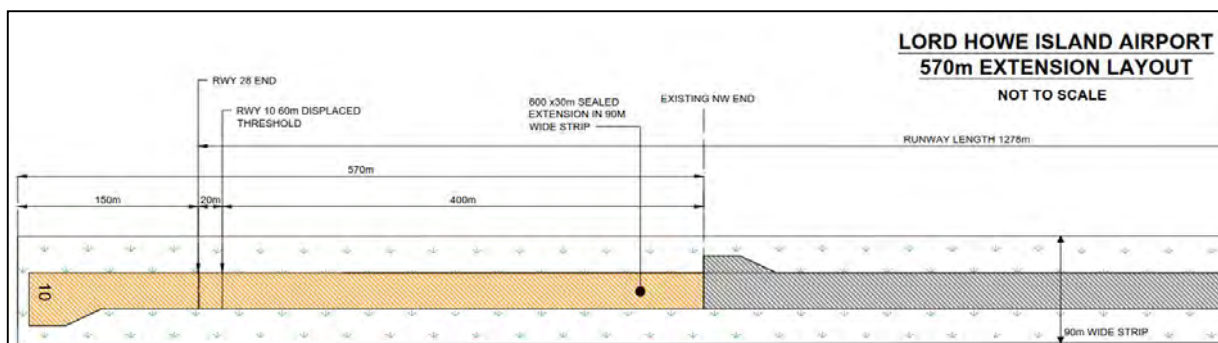 LORD HOWE ISLAND AIRPORT
570m EXTENSION LAYOUT
NOT TO SCALE
RWY 28 END
RWY 10 60m DISPLACED
THRESHOLD
600 x30m SEALED
EXTENSION IN 90M
WIDE STRIP
EXISTING NW END
RUNWAY LENGTH 1278m
570m
150m
20m
400m
10
90m WIDE STRIP